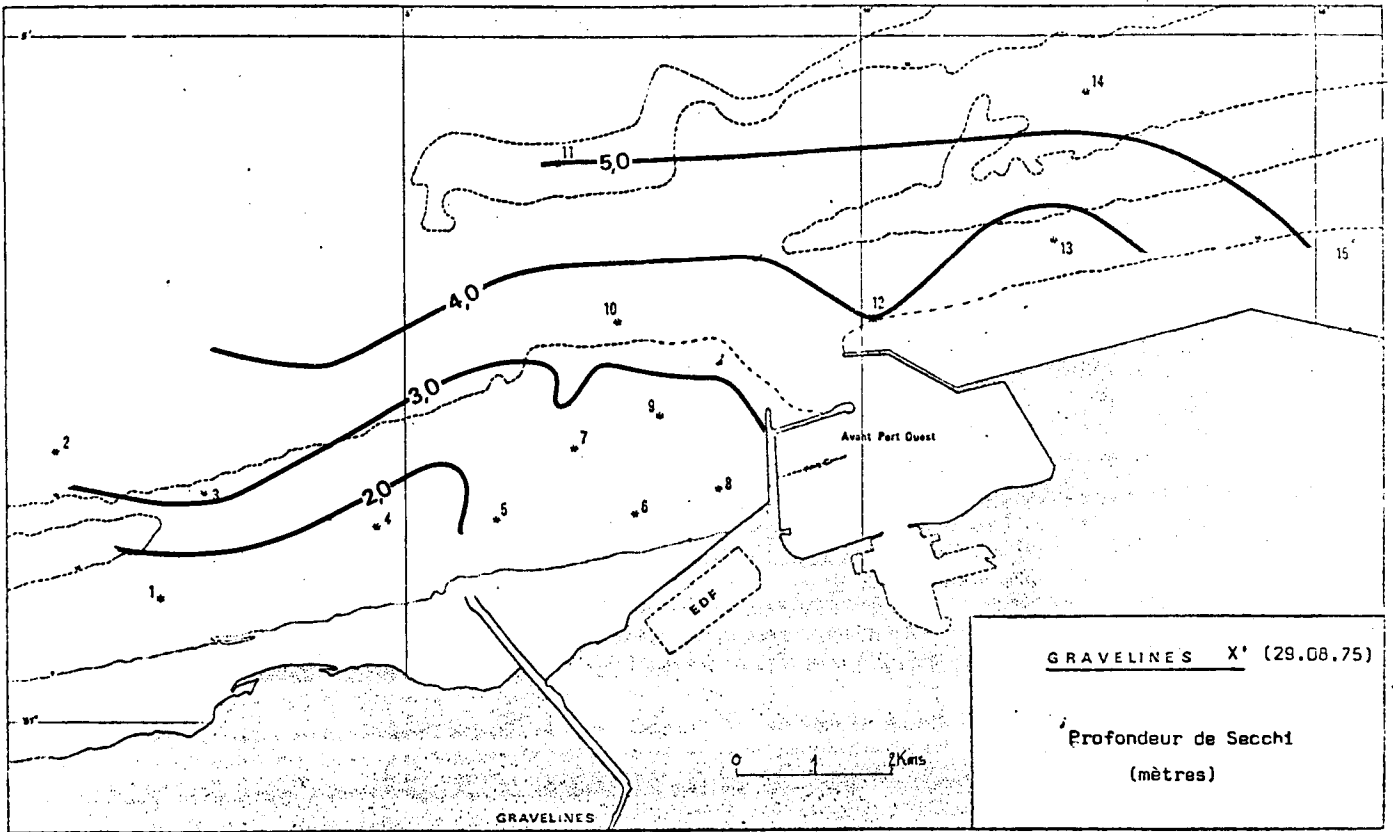 14
11
5,0
13
15
4,0
12
10
3,0
9
Avant Port Ouest
2
7
3
2,0
8
4
5
6
1
EDF
GRAVELINES X' (29.08.75)
Profondeur de Secchi
(mètres)
0 1 2Kms
GRAVELINES